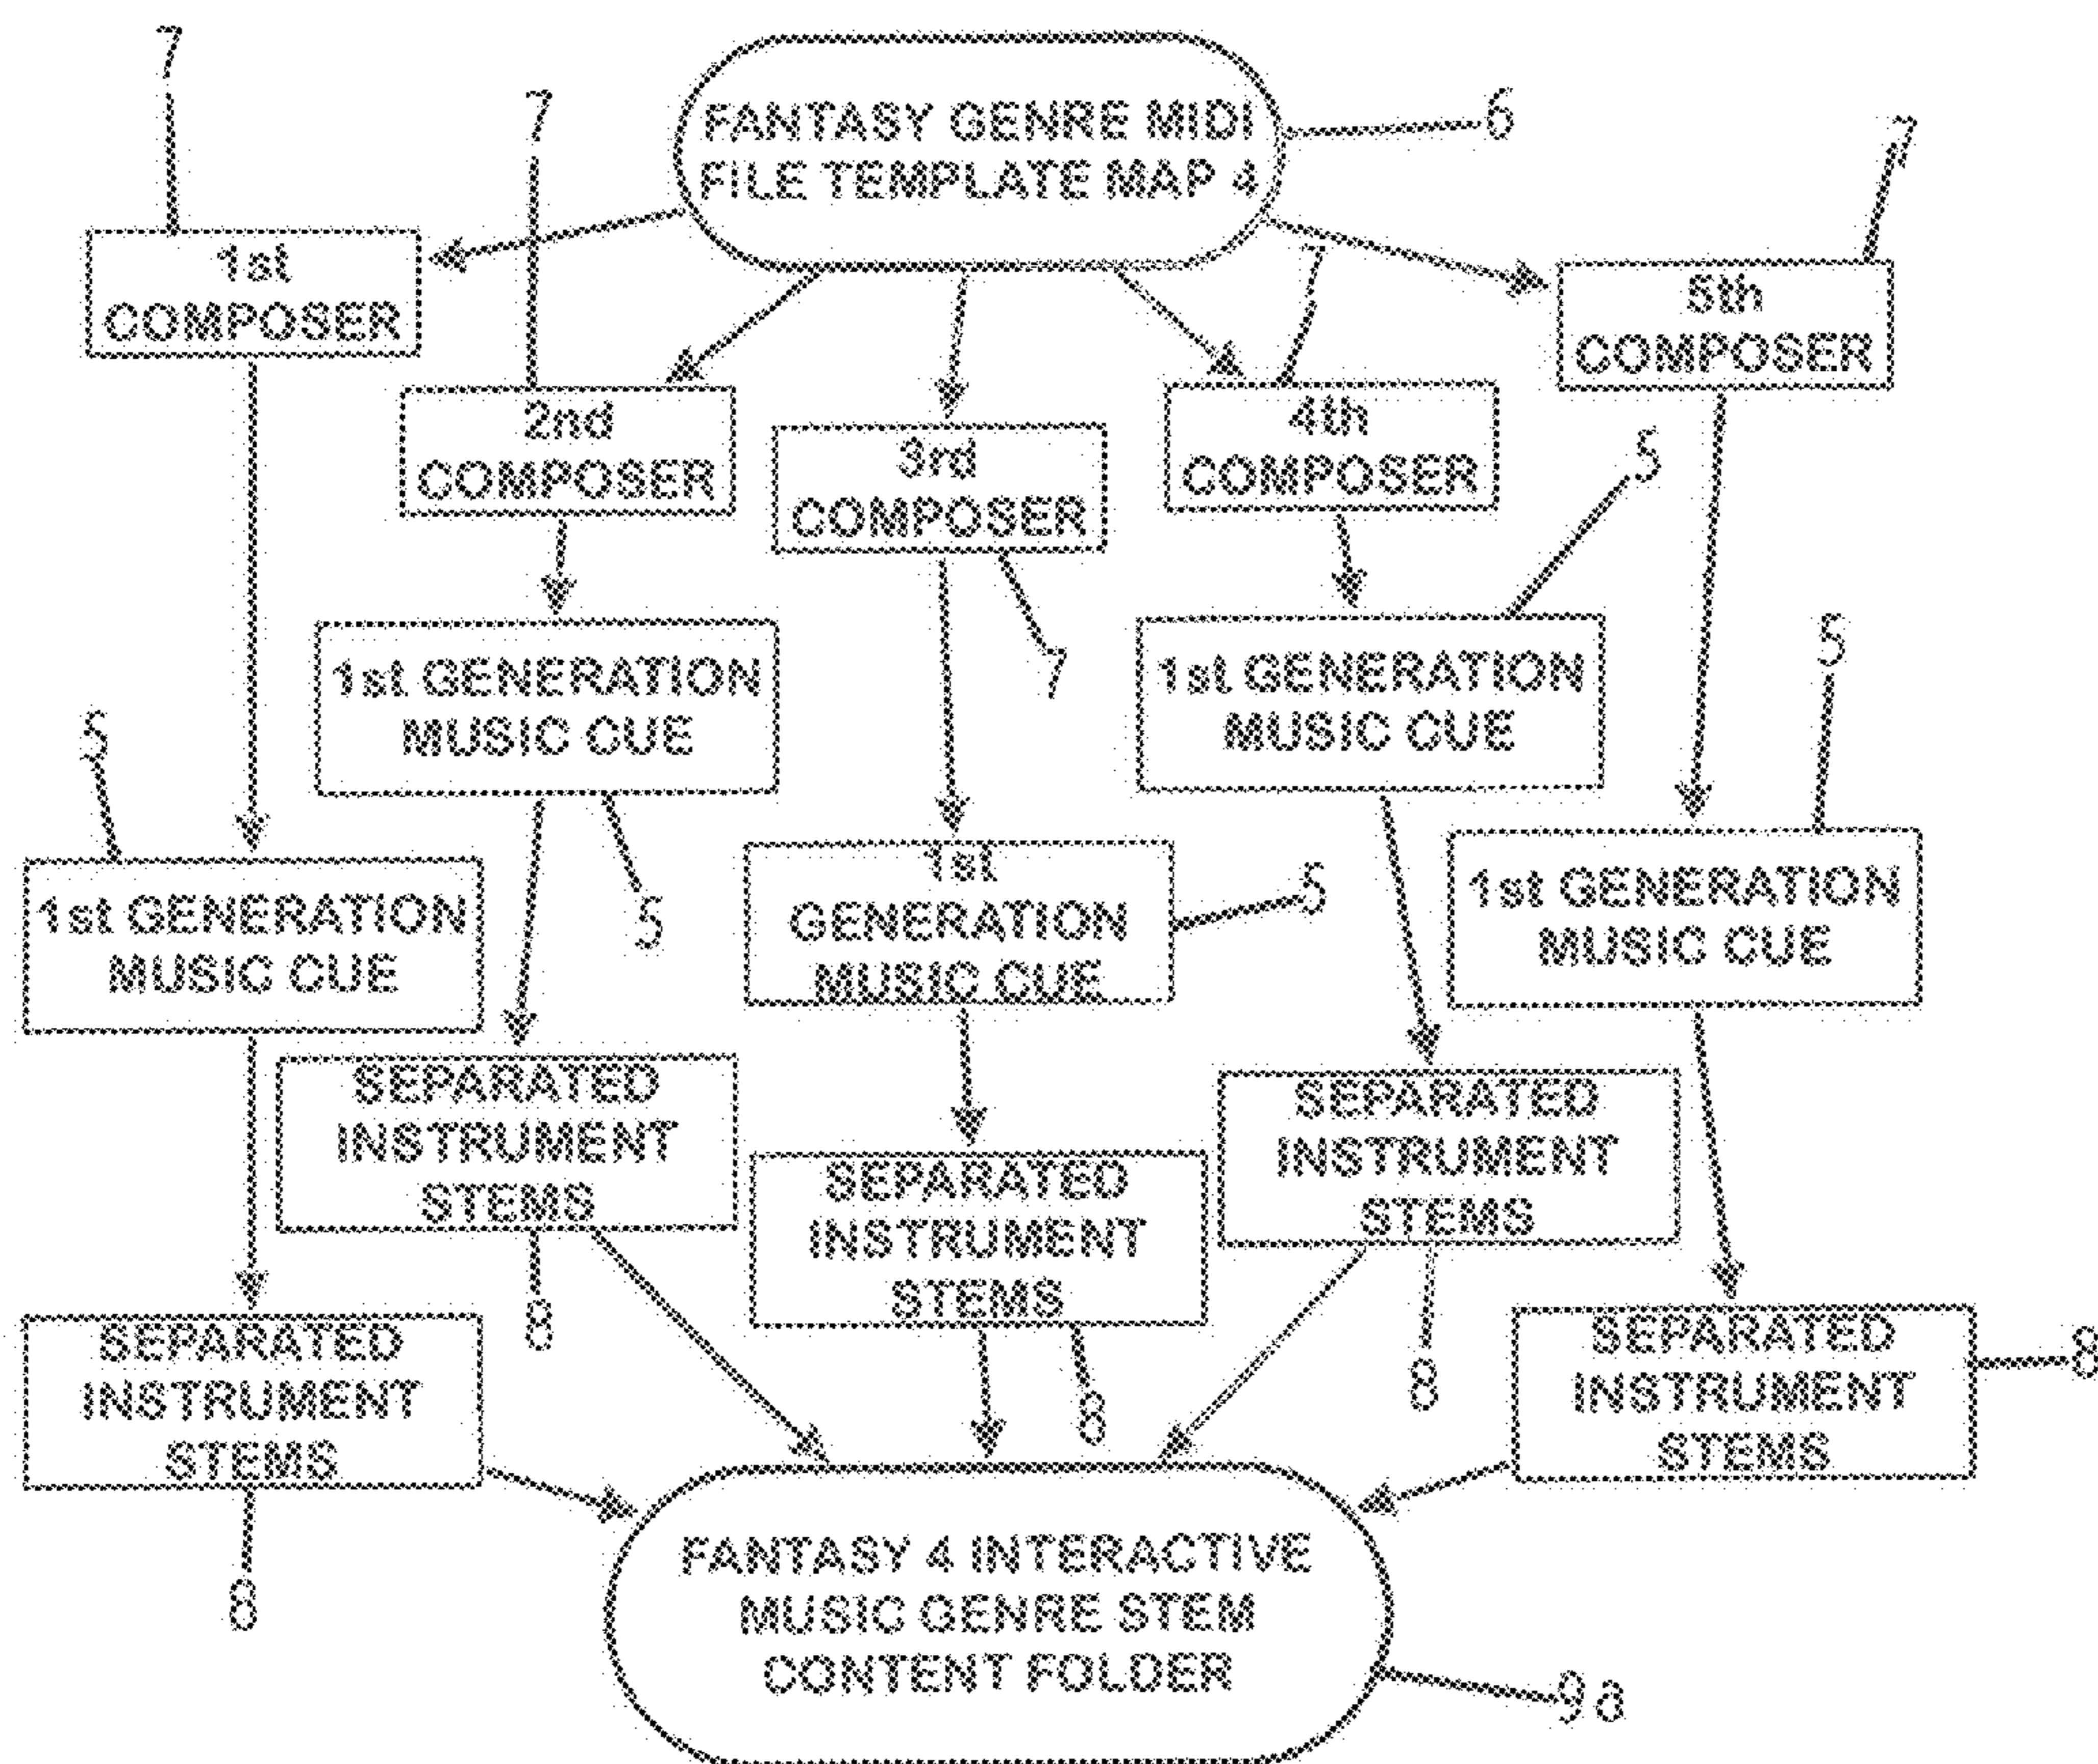 7
7
FANTASY GENRE MIDI
FILE TEMPLATE MAP 4
6
7
1st
COMPOSER
7
5th
COMPOSER
2nd
COMPOSER
3rd
COMPOSER
4th
COMPOSER
5
7
1st GENERATION
MUSIC CUE
1st GENERATION
MUSIC CUE
5
5
1st GENERATION
MUSIC CUE
5
1st
GENERATION
MUSIC CUE
5
1st GENERATION
MUSIC CUE
SEPARATED
INSTRUMENT
STEMS
8
SEPARATED
INSTRUMENT
STEMS
8
SEPARATED
INSTRUMENT
STEMS
8
SEPARATED
INSTRUMENT
STEMS
8
SEPARATED
INSTRUMENT
STEMS
8
FANTASY 4 INTERACTIVE
MUSIC GENRE STEM
CONTENT FOLDER
9a